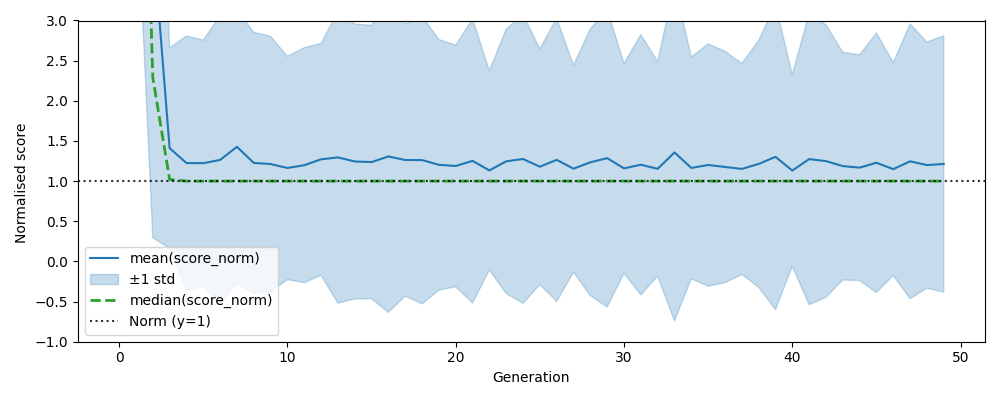 3.0
2.5
2.0
1.5
1.0
0.5
0.0
−0.5
−1.0
Normalised score
mean(score_norm)
±1 std
median(score_norm)
Norm (y=1)
0
10
20
30
40
50
Generation